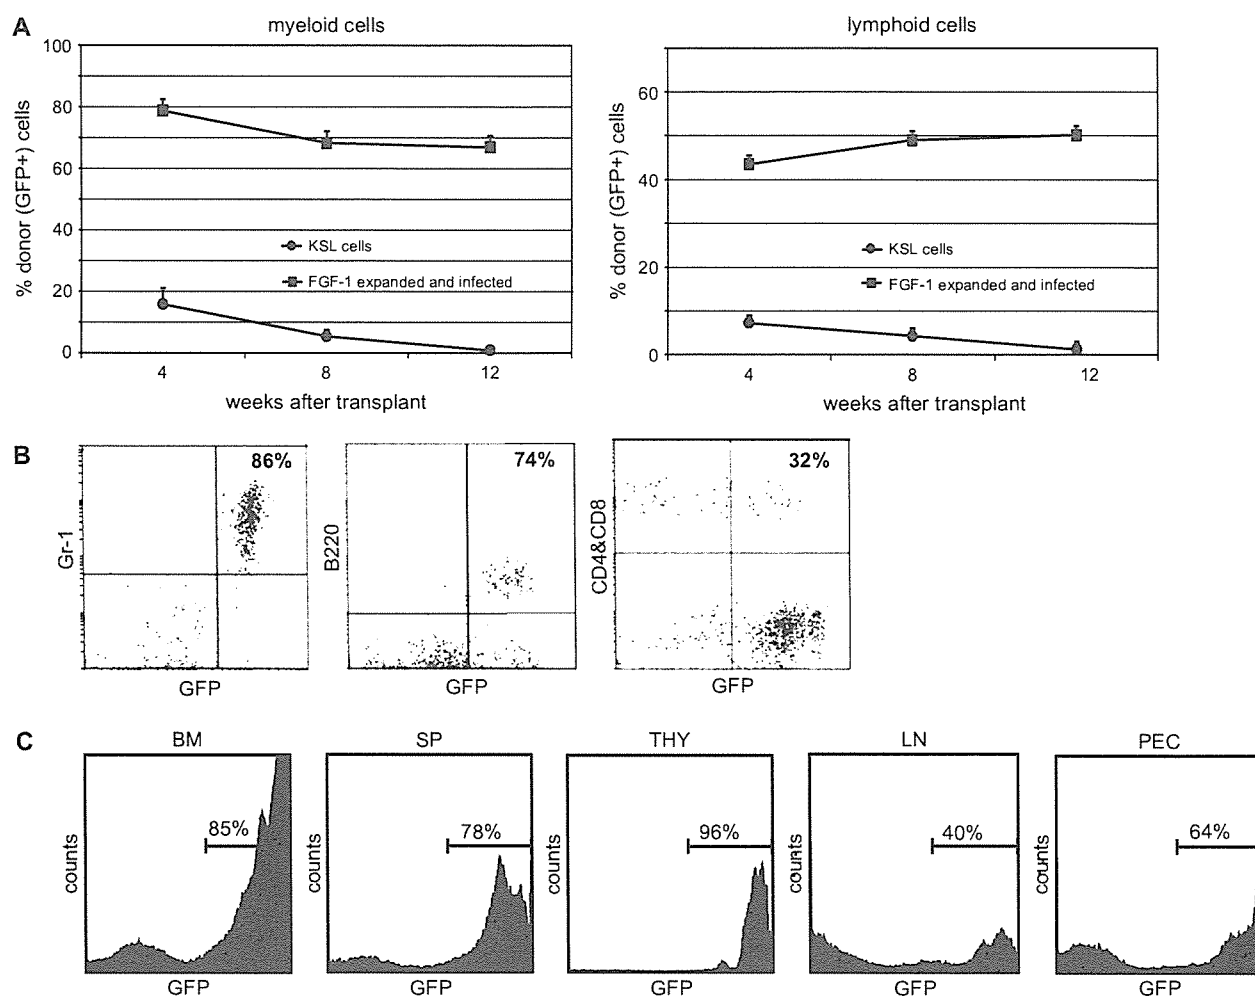 A
myeloid cells
lymphoid cells
% donor (GFP+) cells
100
80
60
40
20
0
KSL cells
FGF-1 expanded and infected
4
8
12
weeks after transplant
% donor (GFP+) cells
60
40
20
0
KSL cells
FGF-1 expanded and infected
4
8
12
weeks after transplant
B
Gr-1
86%
GFP
B220
74%
GFP
CD4&CD8
32%
GFP
C
BM
SP
THY
LN
PEC
counts
85%
GFP
counts
78%
GFP
counts
96%
GFP
counts
40%
GFP
counts
64%
GFP